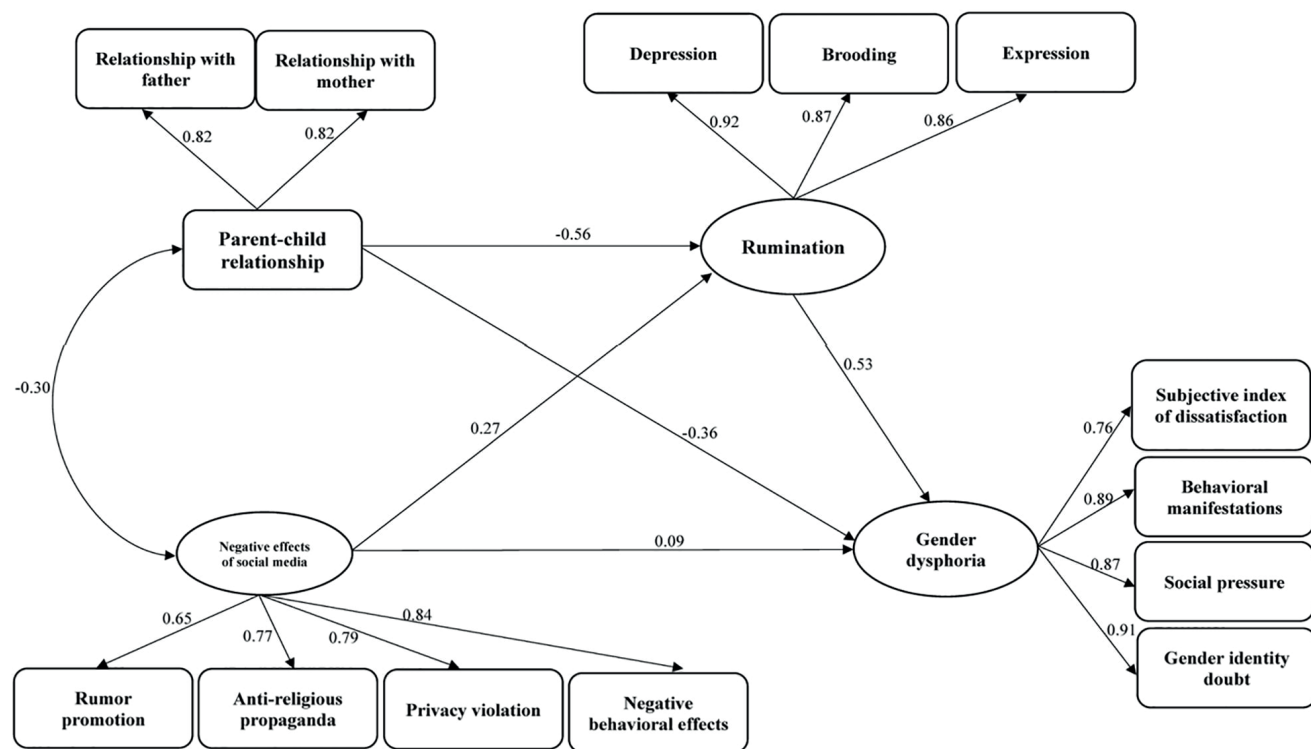 Relationship with
father
Relationship with
mother
Depression
Brooding
Expression
0.82
0.82
0.92
0.87
0.86
Parent-child
relationship
-0.56
Rumination
-0.30
0.27
-0.36
0.53
Subjective index
of dissatisfaction
0.76
Behavioral
manifestations
0.89
Negative effects
of social media
0.09
Gender
dysphoria
0.87
Social pressure
0.91
Gender identity
doubt
0.65
0.77
0.79
0.84
Rumor
promotion
Anti-religious
propaganda
Privacy violation
Negative
behavioral effects